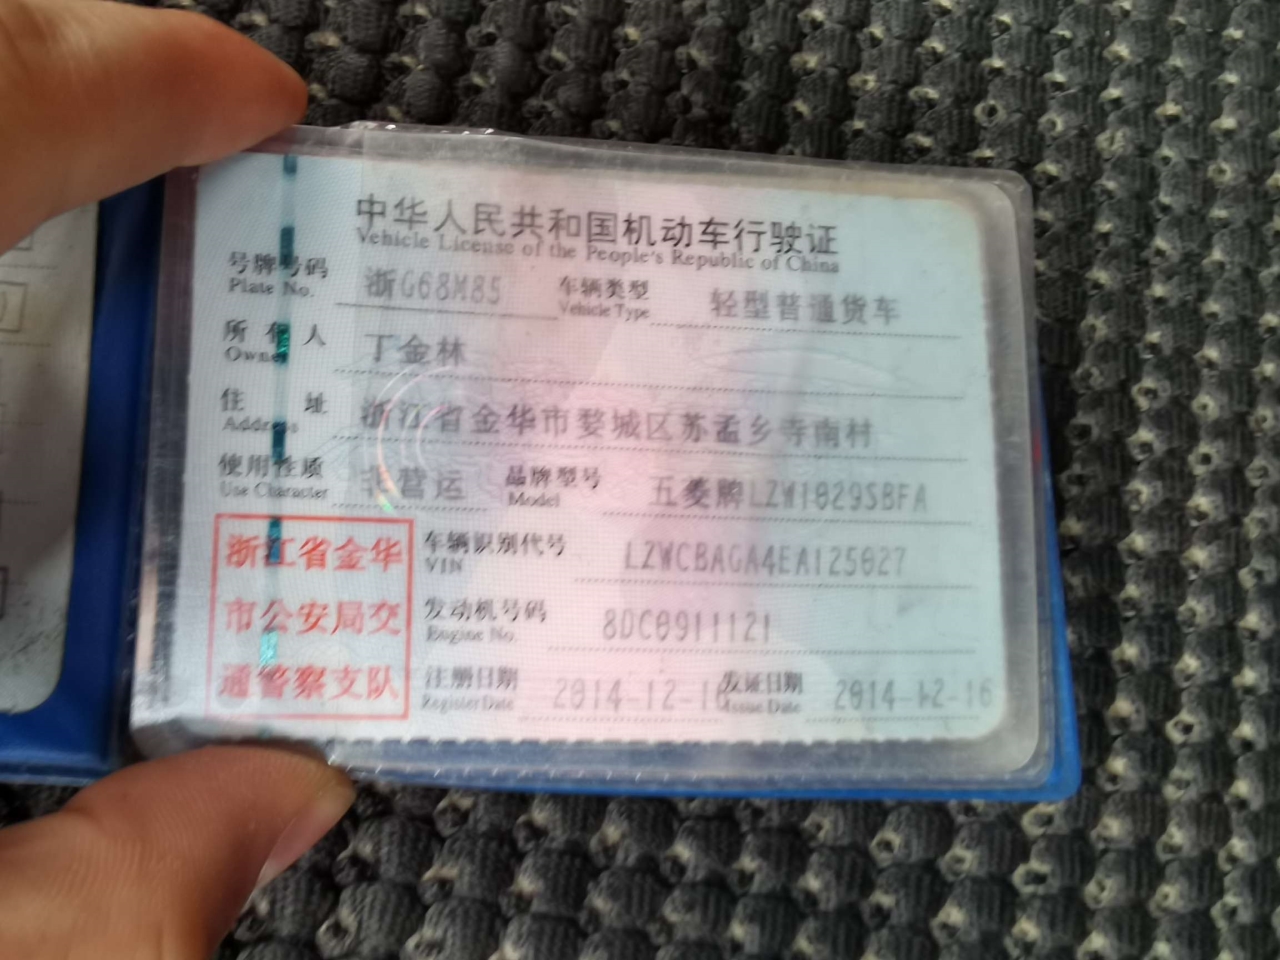 中华人民共和国机动车行驶证
Vehicle License of the People's Republic of China
号牌号码 浙G68M85 车辆类型 轻型普通货车
Plate No. Vehicle Type
所有人 丁金林
Owner
住址 浙江省金华市婺城区苏孟乡寺南村
Address
使用性质 非营运 品牌型号 五菱牌LZW1029SBFA
Use Character Model
浙江省金华 车辆识别代号 LZWCBAGA4EA125027
VIN
市公安局交 发动机号码 8DC0911121
Engine No.
通警察支队 注册日期 2014-12-16 发证日期 2014-12-16
Register Date Issue Date